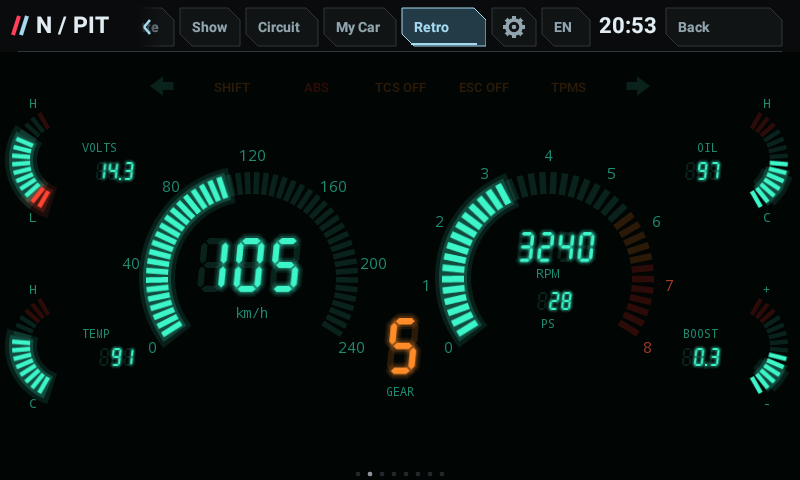 N / PIT
Show
Circuit
My Car
Retro
EN
20:53
Back
SHIFT
ABS
TCS OFF
ESC OFF
TPMS
H
VOLTS
14.3
L
H
TEMP
91
C
0
40
80
120
160
200
240
105
km/h
5
GEAR
0
1
2
3
4
5
6
7
8
3240
RPM
28
PS
H
OIL
97
C
+
BOOST
0.3
-